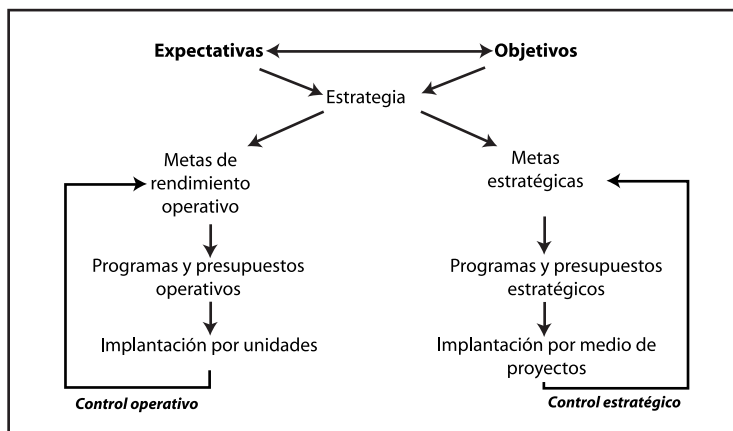 Expectativas
Objetivos
Estrategia
Metas de
rendimiento
operativo
Metas
estratégicas
Programas y presupuestos
operativos
Programas y presupuestos
estratégicos
Implantación por unidades
Implantación por medio de
proyectos
Control operativo
Control estratégico